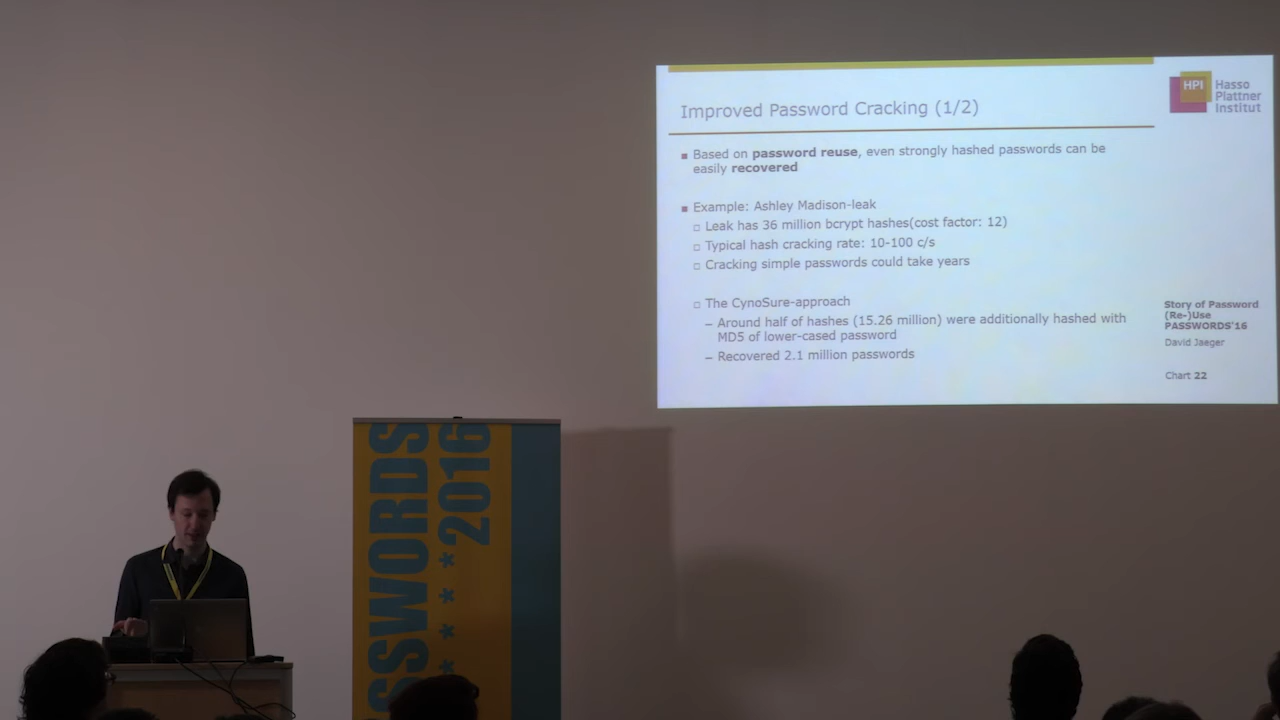 Improved Password Cracking (1/2)
HPI Hasso
Plattner
Institut
Based on password reuse, even strongly hashed passwords can be
easily recovered
Example: Ashley Madison-leak
Leak has 36 million bcrypt hashes(cost factor: 12)
Typical hash cracking rate: 10-100 c/s
Cracking simple passwords could take years
The CynoSure-approach
– Around half of hashes (15.26 million) were additionally hashed with
MD5 of lower-cased password
– Recovered 2.1 million passwords
Story of Password
(Re-)Use
PASSWORDS'16
David Jaeger
Chart 22
SSWORDS
****2016